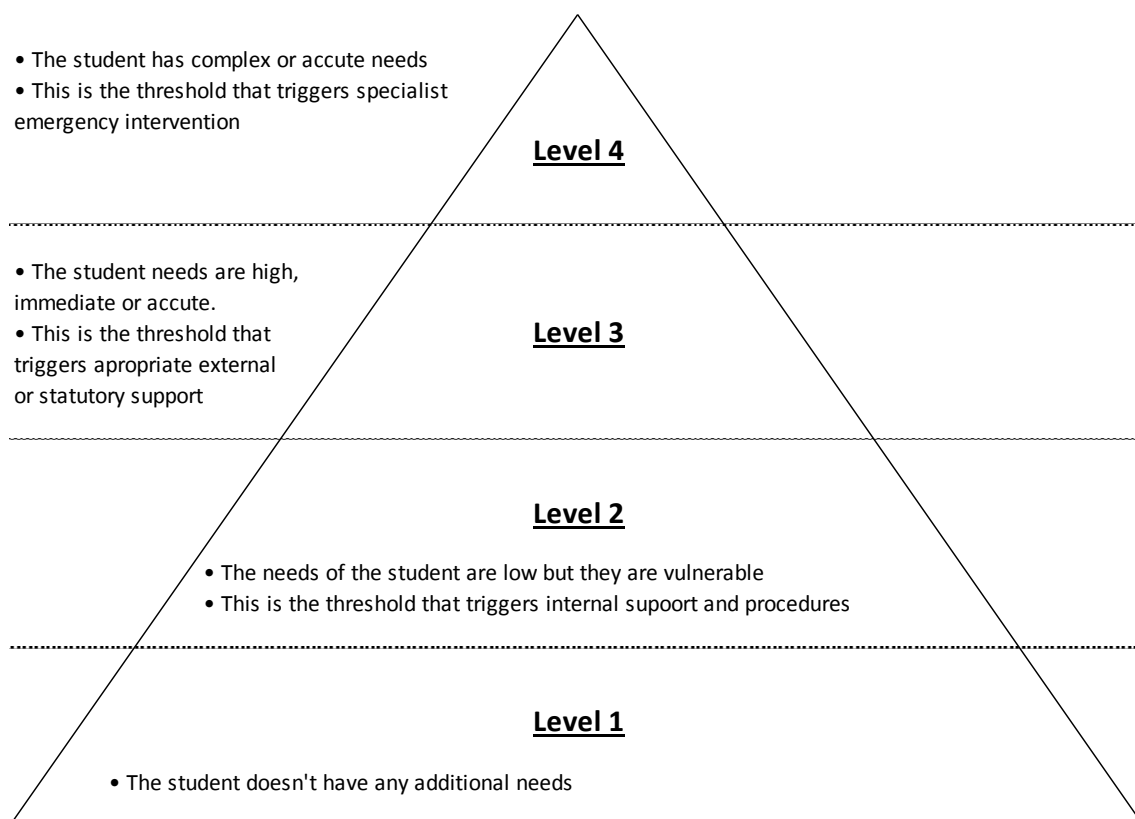 • The student has complex or accute needs
• This is the threshold that triggers specialist
emergency intervention
Level 4
• The student needs are high,
immediate or accute.
• This is the threshold that
triggers apropriate external
or statutory support
Level 3
Level 2
• The needs of the student are low but they are vulnerable
• This is the threshold that triggers internal supoort and procedures
Level 1
• The student doesn't have any additional needs